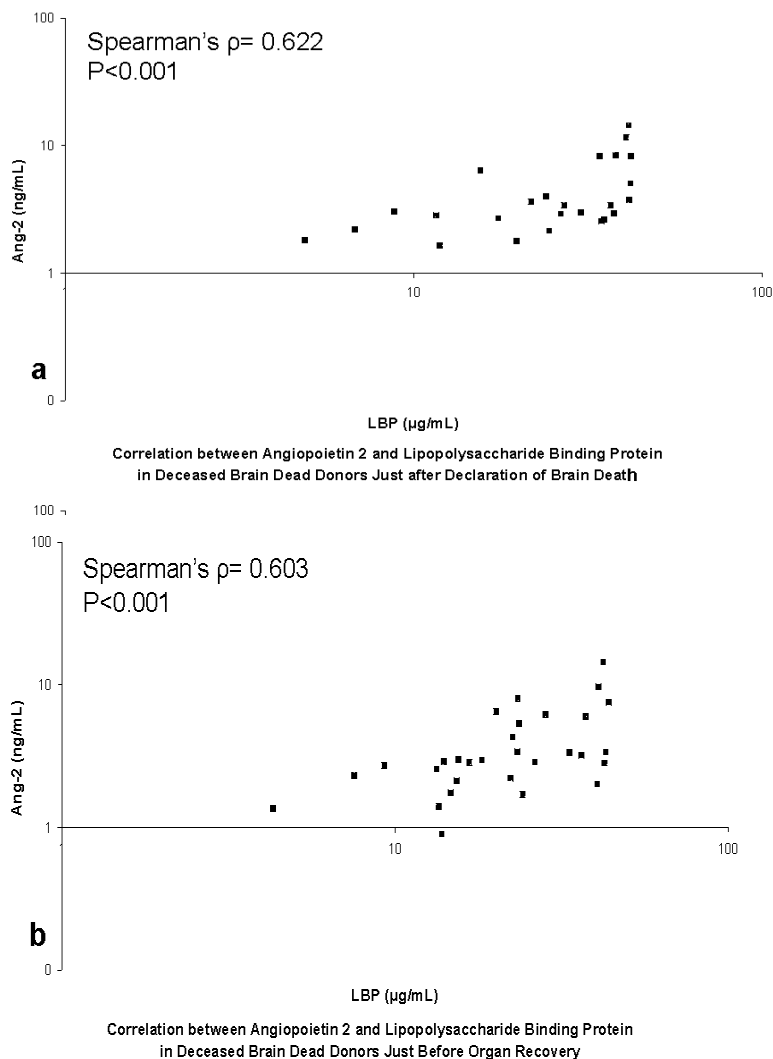 100
Spearman's ρ= 0.622
P<0.001
10
Ang-2 (ng/mL)
1
1
10
100
0
a
LBP (µg/mL)
Correlation between Angiopoietin 2 and Lipopolysaccharide Binding Protein
in Deceased Brain Dead Donors Just after Declaration of Brain Death
100
100
Spearman's ρ= 0.603
P<0.001
10
Ang-2 (ng/mL)
1
1
10
100
b
0
LBP (µg/mL)
Correlation between Angiopoietin 2 and Lipopolysaccharide Binding Protein
in Deceased Brain Dead Donors Just Before Organ Recovery